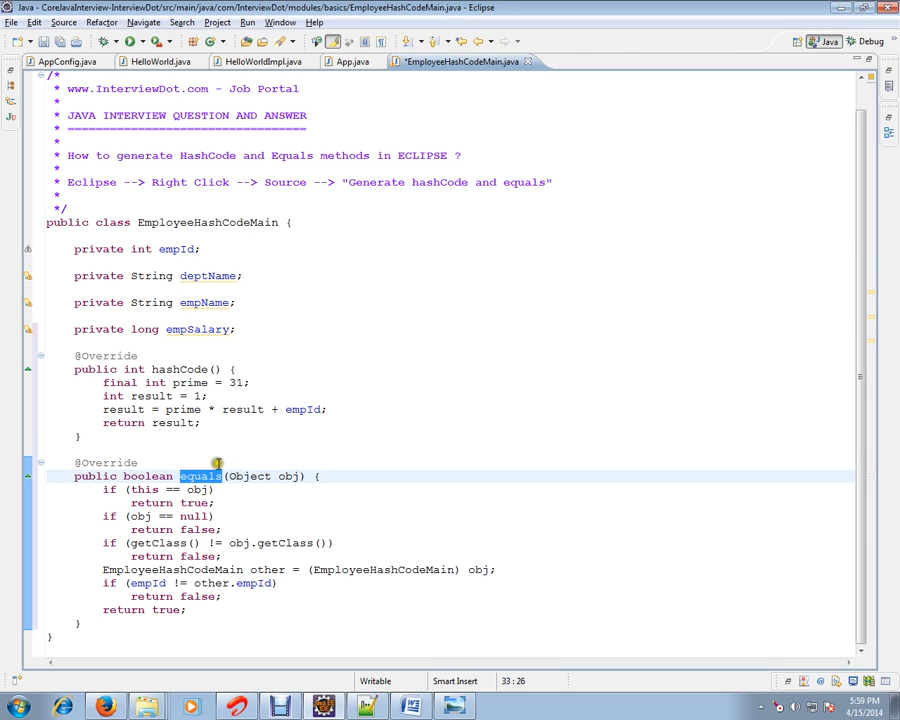 Java - CoreJavaInterview-InterviewDot/src/main/java/com/InterviewDot/modules/basics/EmployeeHashCodeMain.java - Eclipse
File Edit Source Refactor Navigate Search Project Run Window Help
Java Debug
AppConfig.java HelloWorld.java HelloWorldImpl.java App.java *EmployeeHashCodeMain.java
/*
* www.InterviewDot.com - Job Portal
*
* JAVA INTERVIEW QUESTION AND ANSWER
* ==================================
*
* How to generate HashCode and Equals methods in ECLIPSE ?
*
* Eclipse --> Right Click --> Source --> "Generate hashCode and equals"
*
*/
public class EmployeeHashCodeMain {
private int empId;
private String deptName;
private String empName;
private long empSalary;
@Override
public int hashCode() {
final int prime = 31;
int result = 1;
result = prime * result + empId;
return result;
}
@Override
public boolean equals(Object obj) {
if (this == obj)
return true;
if (obj == null)
return false;
if (getClass() != obj.getClass())
return false;
EmployeeHashCodeMain other = (EmployeeHashCodeMain) obj;
if (empId != other.empId)
return false;
return true;
}
}
Writable Smart Insert 33 : 26
5:59 PM
4/15/2014